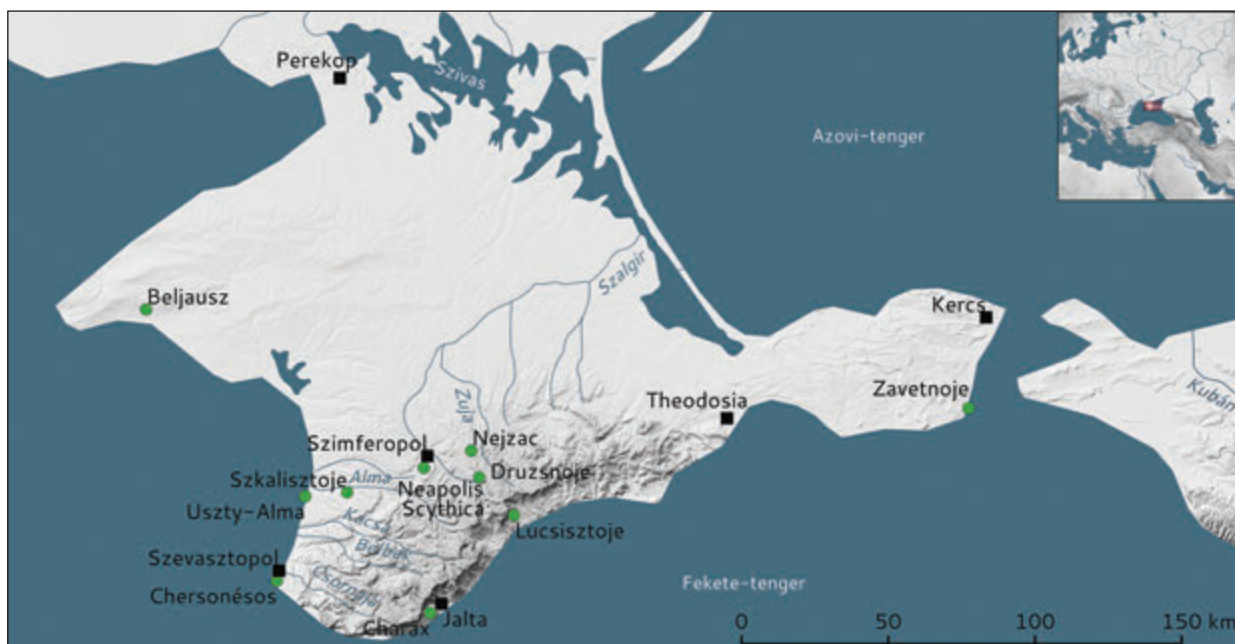 Perekop
Szivas
Azovi-tenger
Szalgir
Beljausz
Kercs
Zavetnoje
Kubán
Theodosia
Zuja
Nejzac
Szimferopol
Druzsnoje
Szkalisztoje
Alma
Neapolis
Scythica
Uszty-Alma
Kacsa
Lucsisztoje
Belbek
Szevasztopol
Csornaja
Chersonésos
Fekete-tenger
Jalta
Charax
0 50 100 150 km